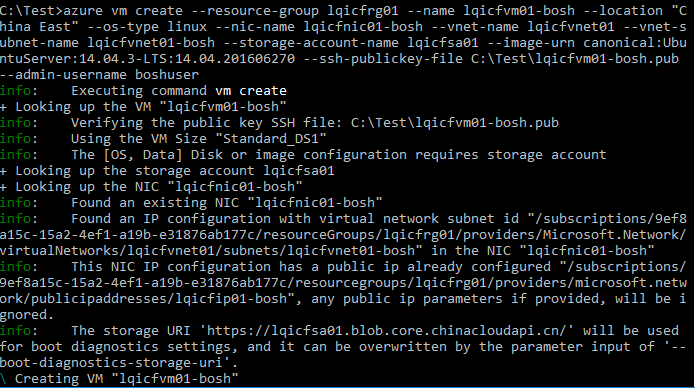 C:\Test>azure vm create --resource-group lqicfrg01 --name lqicfvm01-bosh --location "C
hina East" --os-type linux --nic-name lqicfnic01-bosh --vnet-name lqicfvnet01 --vnet-s
ubnet-name lqicfvnet01-bosh --storage-account-name lqicfsa01 --image-urn canonical:Ubu
ntuServer:14.04.3-LTS:14.04.201606270 --ssh-publickey-file C:\Test\lqicfvm01-bosh.pub
--admin-username boshuser
info:    Executing command vm create
+ Looking up the VM "lqicfvm01-bosh"
info:    Verifying the public key SSH file: C:\Test\lqicfvm01-bosh.pub
info:    Using the VM Size "Standard_DS1"
info:    The [OS, Data] Disk or image configuration requires storage account
+ Looking up the storage account lqicfsa01
+ Looking up the NIC "lqicfnic01-bosh"
info:    Found an existing NIC "lqicfnic01-bosh"
info:    Found an IP configuration with virtual network subnet id "/subscriptions/9ef8
a15c-15a2-4ef1-a19b-e31876ab177c/resourceGroups/lqicfrg01/providers/Microsoft.Network/
virtualNetworks/lqicfvnet01/subnets/lqicfvnet01-bosh" in the NIC "lqicfnic01-bosh"
info:    This NIC IP configuration has a public ip already configured "/subscriptions/
9ef8a15c-15a2-4ef1-a19b-e31876ab177c/resourcegroups/lqicfrg01/providers/microsoft.netw
ork/publicipaddresses/lqicfip01-bosh", any public ip parameters if provided, will be i
gnored.
info:    The storage URI 'https://lqicfsa01.blob.core.chinacloudapi.cn/' will be used
for boot diagnostics settings, and it can be overwritten by the parameter input of '--
boot-diagnostics-storage-uri'.
\ Creating VM "lqicfvm01-bosh"